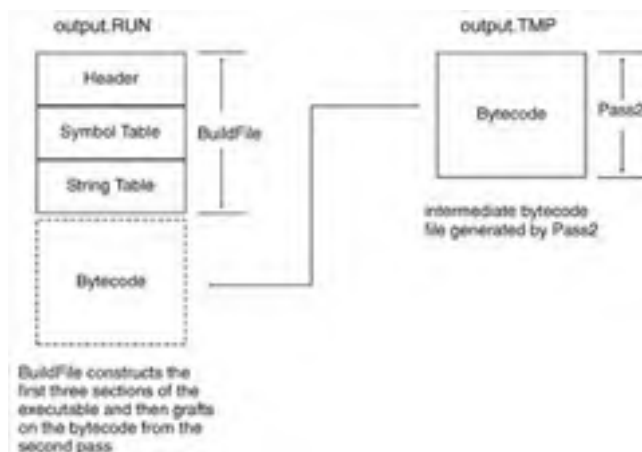 output.RUN
Header
Symbol Table
String Table
Bytecode
BuildFile
BuildFile constructs the
first three sections of the
executable and then grafts
on the bytecode from the
second pass
output.TMP
Bytecode
Pass2
intermediate bytecode
file generated by Pass2